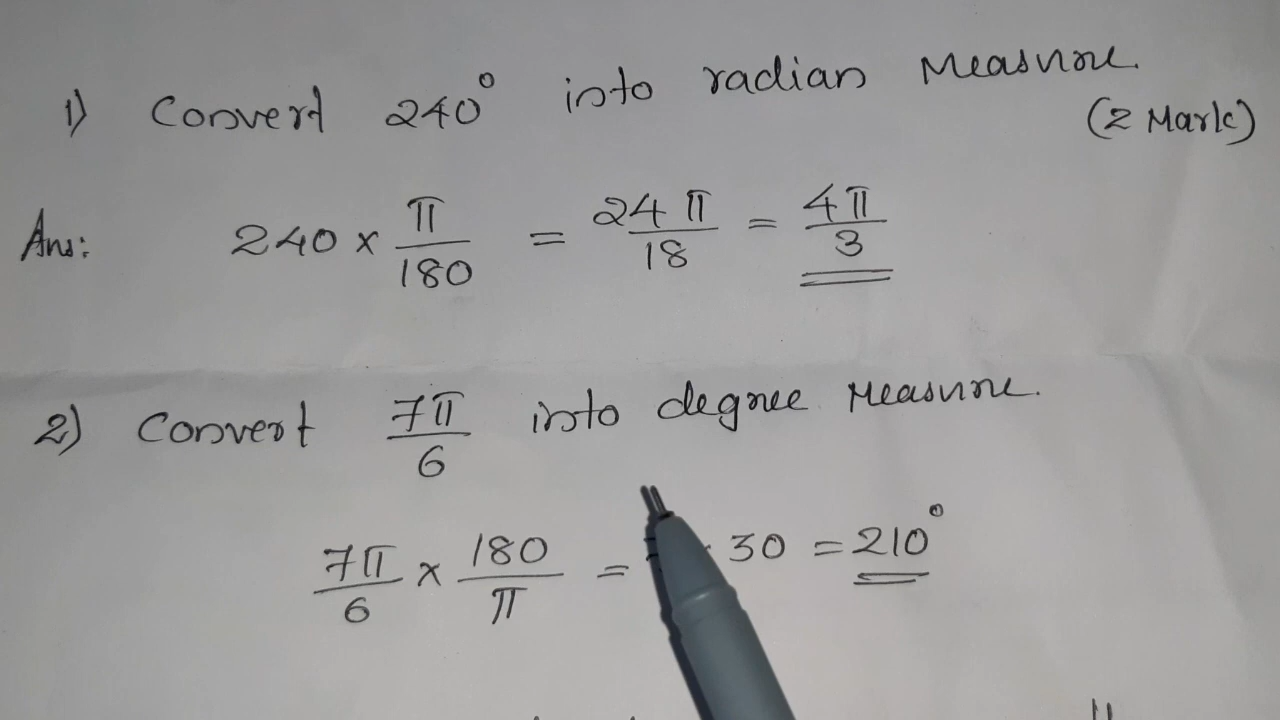 1) Convert 240° into radian Measure.
(2 Mark)
Ans: 240 × π/180 = 24π/18 = 4π/3
2) Convert 7π/6 into degree Measure.
7π/6 × 180/π = 30 = 210°